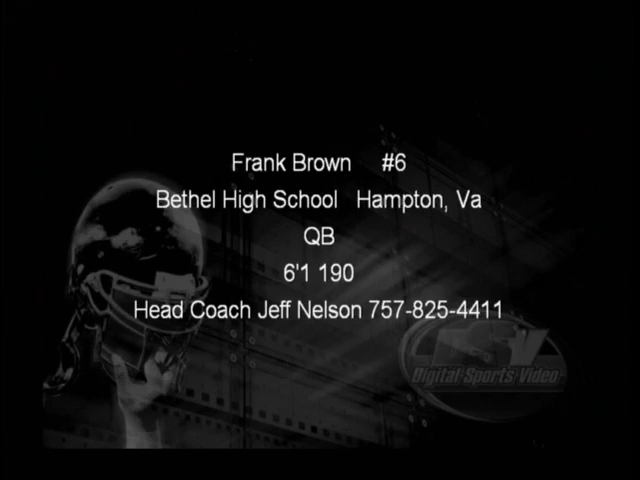 Frank Brown #6
Bethel High School Hampton, Va
QB
6'1 190
Head Coach Jeff Nelson 757-825-4411
Digital Sports Video